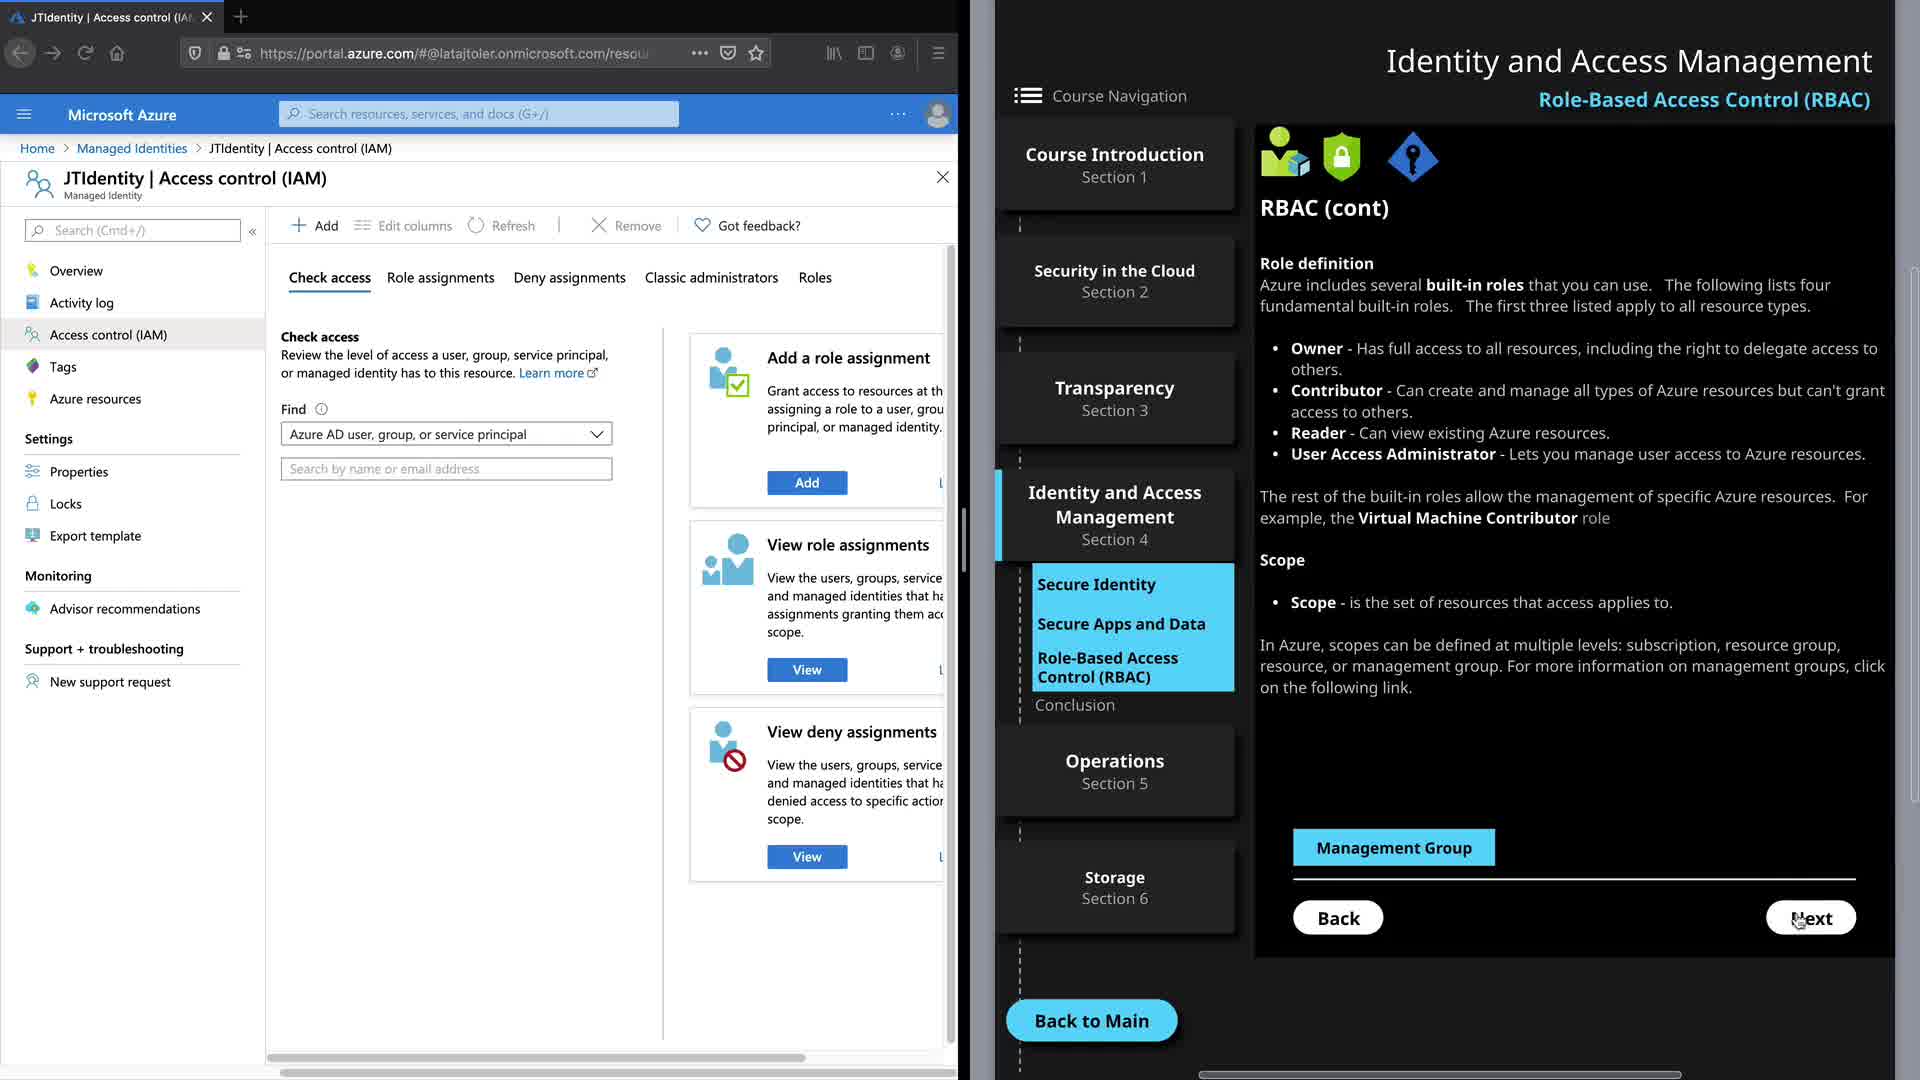 JTIdentity | Access control (IAM
https://portal.azure.com/#@latajtoler.onmicrosoft.com/resou
Microsoft Azure
Search resources, services, and docs (G+/)
Home > Managed Identities > JTIdentity | Access control (IAM)
JTIdentity | Access control (IAM)
Managed Identity
Search (Cmd+/)
«
Overview
Activity log
Access control (IAM)
Tags
Azure resources
Settings
Properties
Locks
Export template
Monitoring
Advisor recommendations
Support + troubleshooting
New support request
Add
Edit columns
Refresh
Remove
Got feedback?
Check access
Role assignments
Deny assignments
Classic administrators
Roles
Check access
Review the level of access a user, group, service principal,
or managed identity has to this resource. Learn more
Find
Azure AD user, group, or service principal
Search by name or email address
Add a role assignment
Grant access to resources at th
assigning a role to a user, grou
principal, or managed identity.
Add
View role assignments
View the users, groups, service
and managed identities that ha
assignments granting them acc
scope.
View
View deny assignments
View the users, groups, service
and managed identities that ha
denied access to specific action
scope.
View
Identity and Access Management
Role-Based Access Control (RBAC)
Course Navigation
Course Introduction
Section 1
Security in the Cloud
Section 2
Transparency
Section 3
Identity and Access
Management
Section 4
Secure Identity
Secure Apps and Data
Role-Based Access
Control (RBAC)
Conclusion
Operations
Section 5
Storage
Section 6
Back to Main
RBAC (cont)
Role definition
Azure includes several built-in roles that you can use. The following lists four
fundamental built-in roles. The first three listed apply to all resource types.
• Owner - Has full access to all resources, including the right to delegate access to
others.
• Contributor - Can create and manage all types of Azure resources but can't grant
access to others.
• Reader - Can view existing Azure resources.
• User Access Administrator - Lets you manage user access to Azure resources.
The rest of the built-in roles allow the management of specific Azure resources. For
example, the Virtual Machine Contributor role
Scope
• Scope - is the set of resources that access applies to.
In Azure, scopes can be defined at multiple levels: subscription, resource group,
resource, or management group. For more information on management groups, click
on the following link.
Management Group
Back
Next